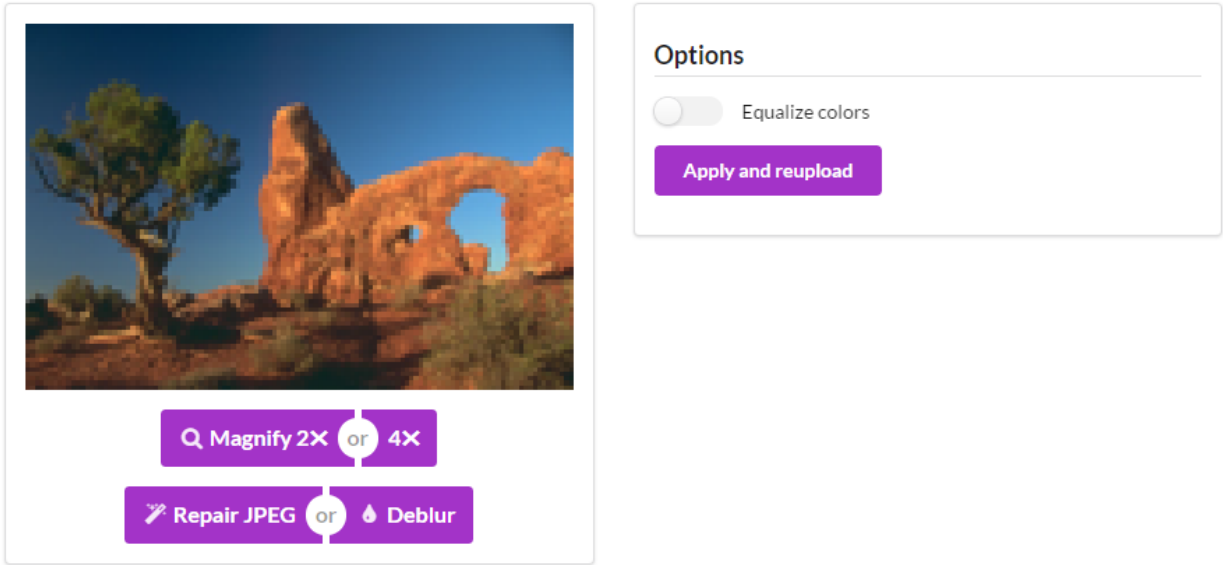 Options
Equalize colors
Apply and reupload
Magnify 2× or 4×
Repair JPEG or Deblur